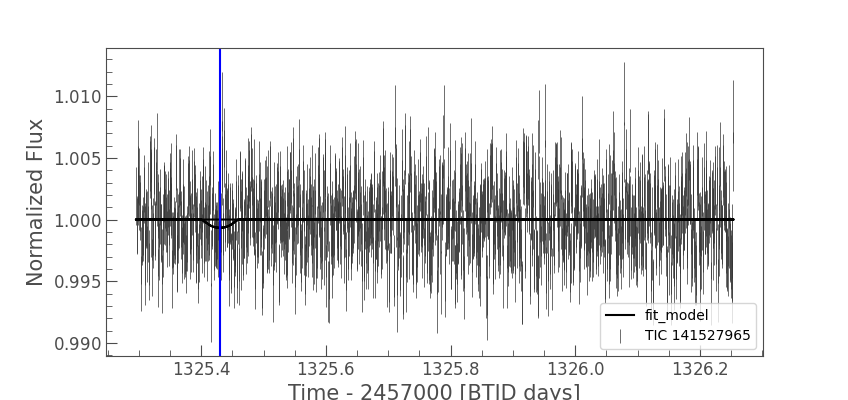 Normalized Flux
1.010
1.005
1.000
0.995
0.990
fit_model
TIC 141527965
1325.4
1325.6
1325.8
1326.0
1326.2
Time - 2457000 [BTJD days]